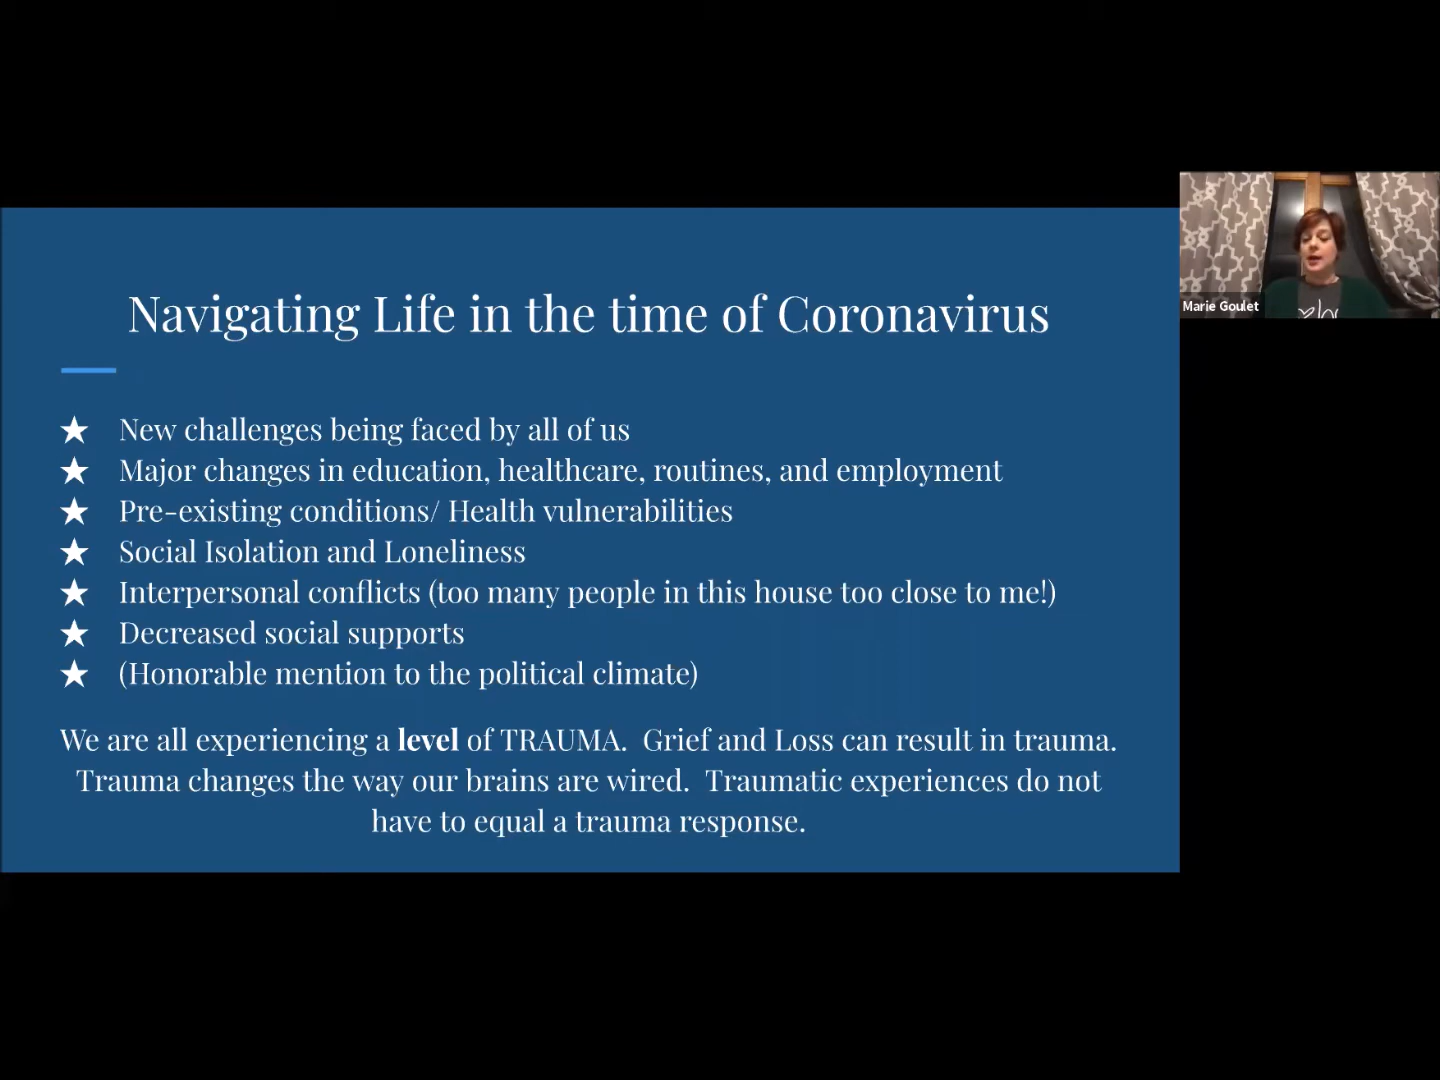 Navigating Life in the time of Coronavirus
★ New challenges being faced by all of us
★ Major changes in education, healthcare, routines, and employment
★ Pre-existing conditions/ Health vulnerabilities
★ Social Isolation and Loneliness
★ Interpersonal conflicts (too many people in this house too close to me!)
★ Decreased social supports
★ (Honorable mention to the political climate)
We are all experiencing a level of TRAUMA.  Grief and Loss can result in trauma.
Trauma changes the way our brains are wired.  Traumatic experiences do not
have to equal a trauma response.
Marie Goulet